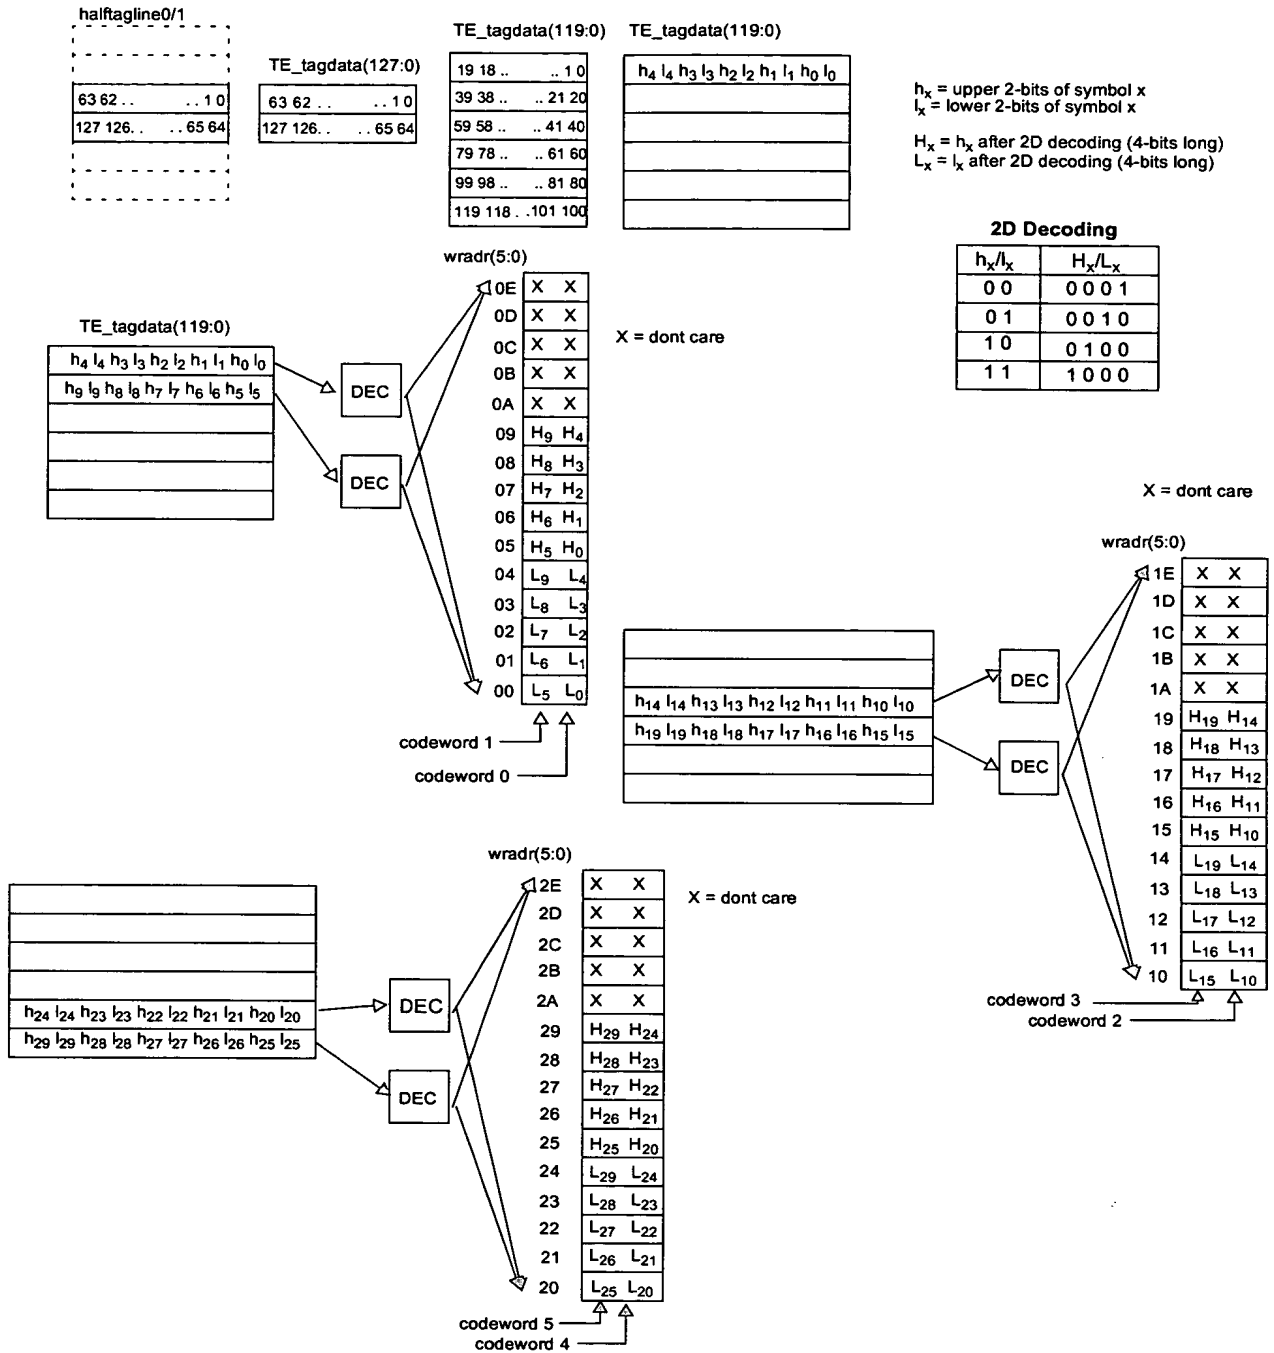 halftagline0/1
63 62 . . . . 1 0
127 126. . . . 65 64
TE_tagdata(127:0)
63 62 . . . . 1 0
127 126. . . . 65 64
TE_tagdata(119:0)
19 18 .. .. 1 0
39 38 .. .. 21 20
59 58 .. .. 41 40
79 78 .. .. 61 60
99 98 .. .. 81 80
119 118 . . 101 100
TE_tagdata(119:0)
h4 l4 h3 l3 h2 l2 h1 l1 h0 l0
hx = upper 2-bits of symbol x
lx = lower 2-bits of symbol x
Hx = hx after 2D decoding (4-bits long)
Lx = lx after 2D decoding (4-bits long)
2D Decoding
hx/lx Hx/Lx
0 0 0 0 0 1
0 1 0 0 1 0
1 0 0 1 0 0
1 1 1 0 0 0
TE_tagdata(119:0)
h4 l4 h3 l3 h2 l2 h1 l1 h0 l0
h9 l9 h8 l8 h7 l7 h6 l6 h5 l5
DEC
DEC
wradr(5:0)
0E X X
0D X X
0C X X
0B X X
0A X X
09 H9 H4
08 H8 H3
07 H7 H2
06 H6 H1
05 H5 H0
04 L9 L4
03 L8 L3
02 L7 L2
01 L6 L1
00 L5 L0
codeword 1
codeword 0
X = dont care
h14 l14 h13 l13 h12 l12 h11 l11 h10 l10
h19 l19 h18 l18 h17 l17 h16 l16 h15 l15
DEC
DEC
X = dont care
wradr(5:0)
1E X X
1D X X
1C X X
1B X X
1A X X
19 H19 H14
18 H18 H13
17 H17 H12
16 H16 H11
15 H15 H10
14 L19 L14
13 L18 L13
12 L17 L12
11 L16 L11
10 L15 L10
codeword 3
codeword 2
h24 l24 h23 l23 h22 l22 h21 l21 h20 l20
h29 l29 h28 l28 h27 l27 h26 l26 h25 l25
DEC
DEC
wradr(5:0)
2E X X
2D X X
2C X X
2B X X
2A X X
29 H29 H24
28 H28 H23
27 H27 H22
26 H26 H21
25 H25 H20
24 L29 L24
23 L28 L23
22 L27 L22
21 L26 L21
20 L25 L20
codeword 5
codeword 4
X = dont care